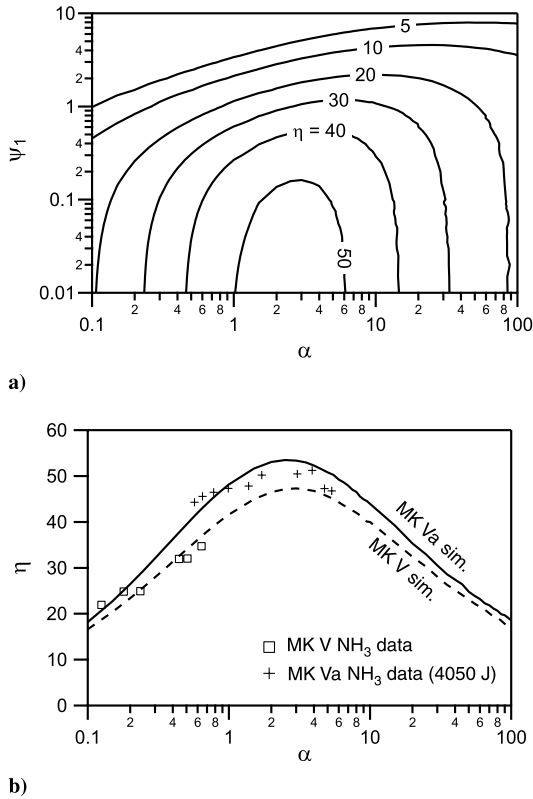 10
4
2
1
4
2
0.1
4
2
0.01
ψ1
5
10
20
30
η = 40
50
0.1 2 4 6 8 1 2 4 6 8 10 2 4 6 8 100
α
a)
60
50
40
30
20
10
0
η
MK Va sim.
MK V sim.
□ MK V NH3 data
+ MK Va NH3 data (4050 J)
0.1 2 4 6 8 1 2 4 6 8 10 2 4 6 8 100
α
b)